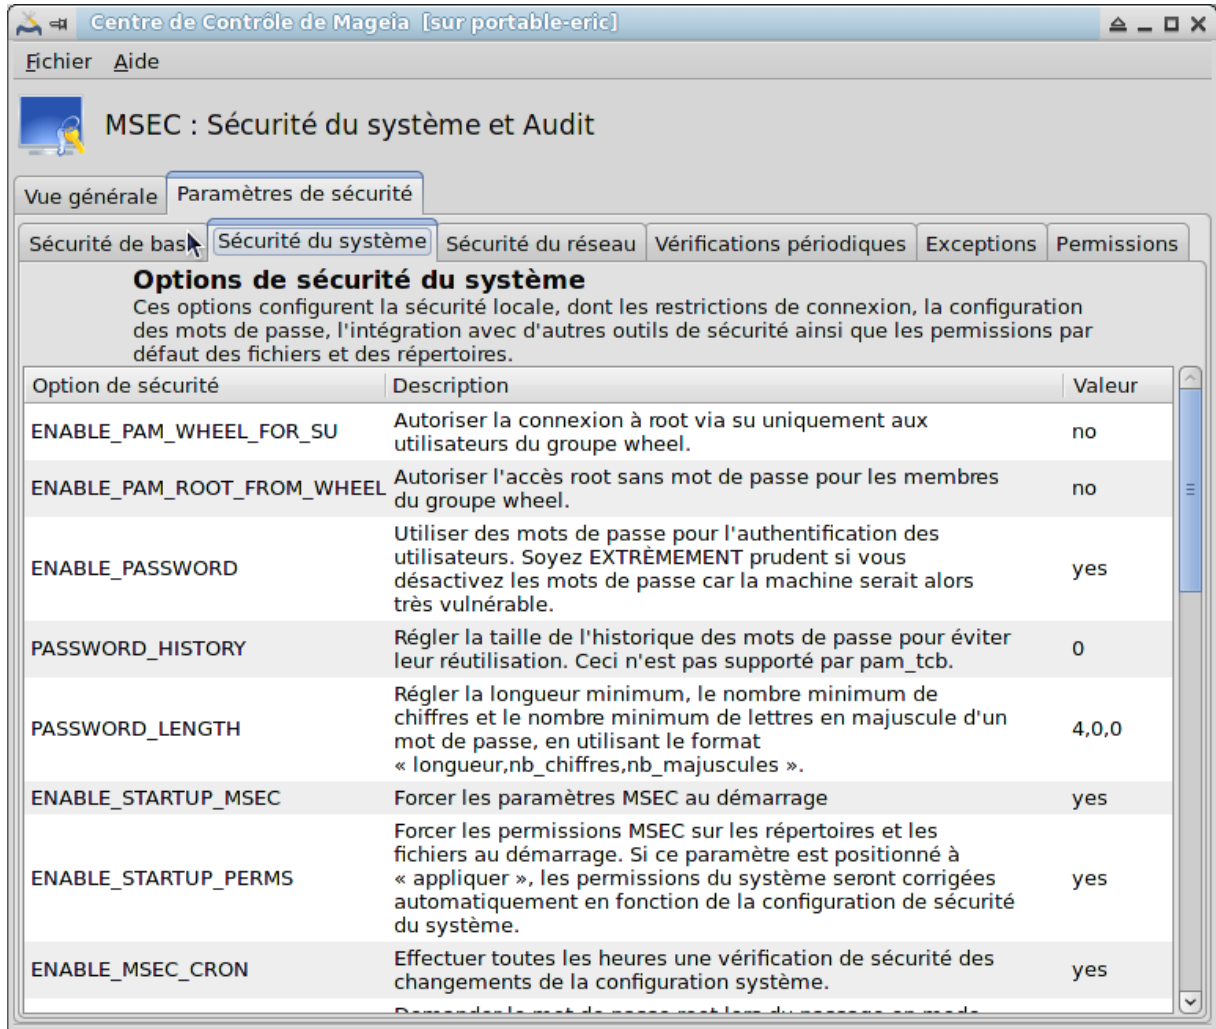 Centre de Contrôle de Mageia [sur portable-eric]
Fichier Aide
MSEC : Sécurité du système et Audit
Vue générale Paramètres de sécurité
Sécurité de bas Sécurité du système Sécurité du réseau Vérifications périodiques Exceptions Permissions
Options de sécurité du système
Ces options configurent la sécurité locale, dont les restrictions de connexion, la configuration
des mots de passe, l'intégration avec d'autres outils de sécurité ainsi que les permissions par
défaut des fichiers et des répertoires.
Option de sécurité Description Valeur
ENABLE_PAM_WHEEL_FOR_SU
Autoriser la connexion à root via su uniquement aux
utilisateurs du groupe wheel.
no
ENABLE_PAM_ROOT_FROM_WHEEL
Autoriser l'accès root sans mot de passe pour les membres
du groupe wheel.
no
ENABLE_PASSWORD
Utiliser des mots de passe pour l'authentification des
utilisateurs. Soyez EXTRÈMEMENT prudent si vous
désactivez les mots de passe car la machine serait alors
très vulnérable.
yes
PASSWORD_HISTORY
Régler la taille de l'historique des mots de passe pour éviter
leur réutilisation. Ceci n'est pas supporté par pam_tcb.
0
PASSWORD_LENGTH
Régler la longueur minimum, le nombre minimum de
chiffres et le nombre minimum de lettres en majuscule d'un
mot de passe, en utilisant le format
« longueur,nb_chiffres,nb_majuscules ».
4,0,0
ENABLE_STARTUP_MSEC
Forcer les paramètres MSEC au démarrage
yes
ENABLE_STARTUP_PERMS
Forcer les permissions MSEC sur les répertoires et les
fichiers au démarrage. Si ce paramètre est positionné à
« appliquer », les permissions du système seront corrigées
automatiquement en fonction de la configuration de sécurité
du système.
yes
ENABLE_MSEC_CRON
Effectuer toutes les heures une vérification de sécurité des
changements de la configuration système.
yes